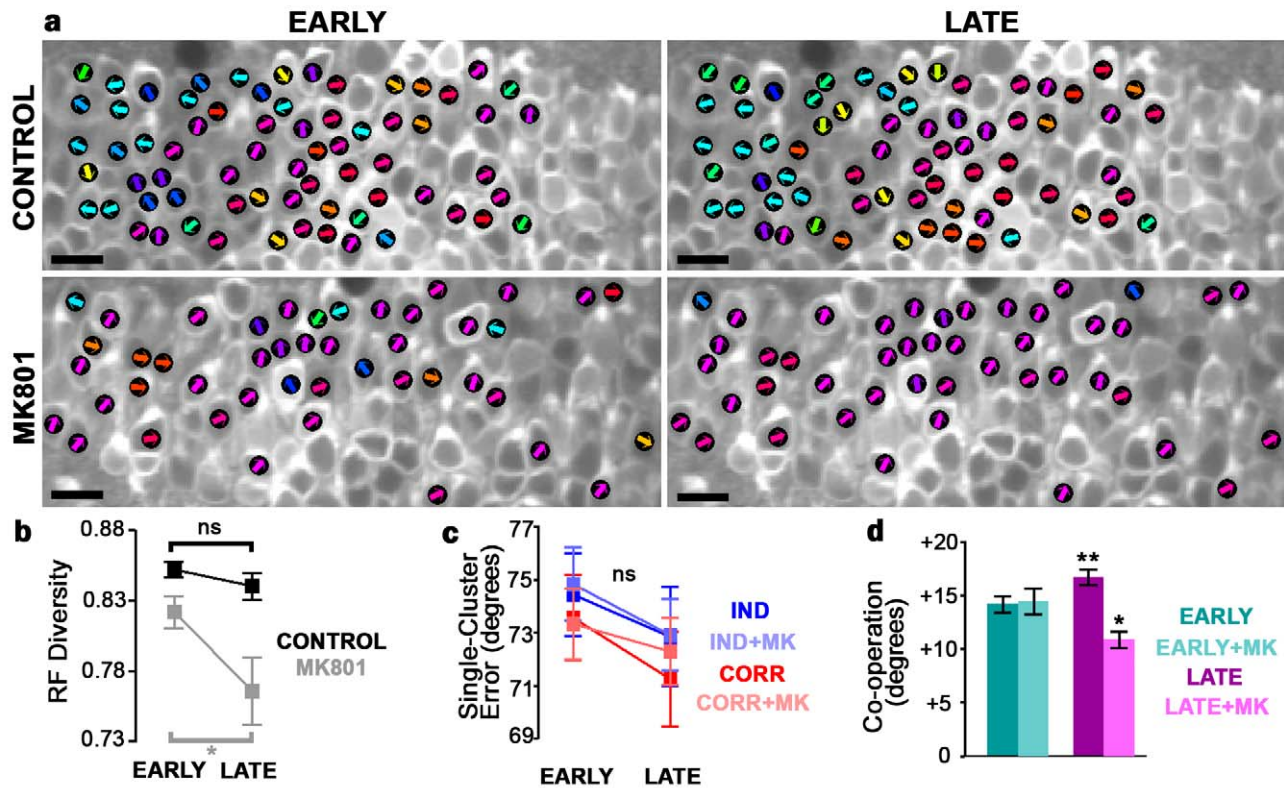 a EARLY LATE
CONTROL
MK801
b
RF Diversity
0.88
0.83
0.78
0.73
ns
CONTROL
MK801
*
EARLY LATE
c
Single-Cluster
Error (degrees)
77
75
73
71
69
ns
IND
IND+MK
CORR
CORR+MK
EARLY LATE
d
Co-operation
(degrees)
+20
+15
+10
+5
0
**
*
EARLY
EARLY+MK
LATE
LATE+MK